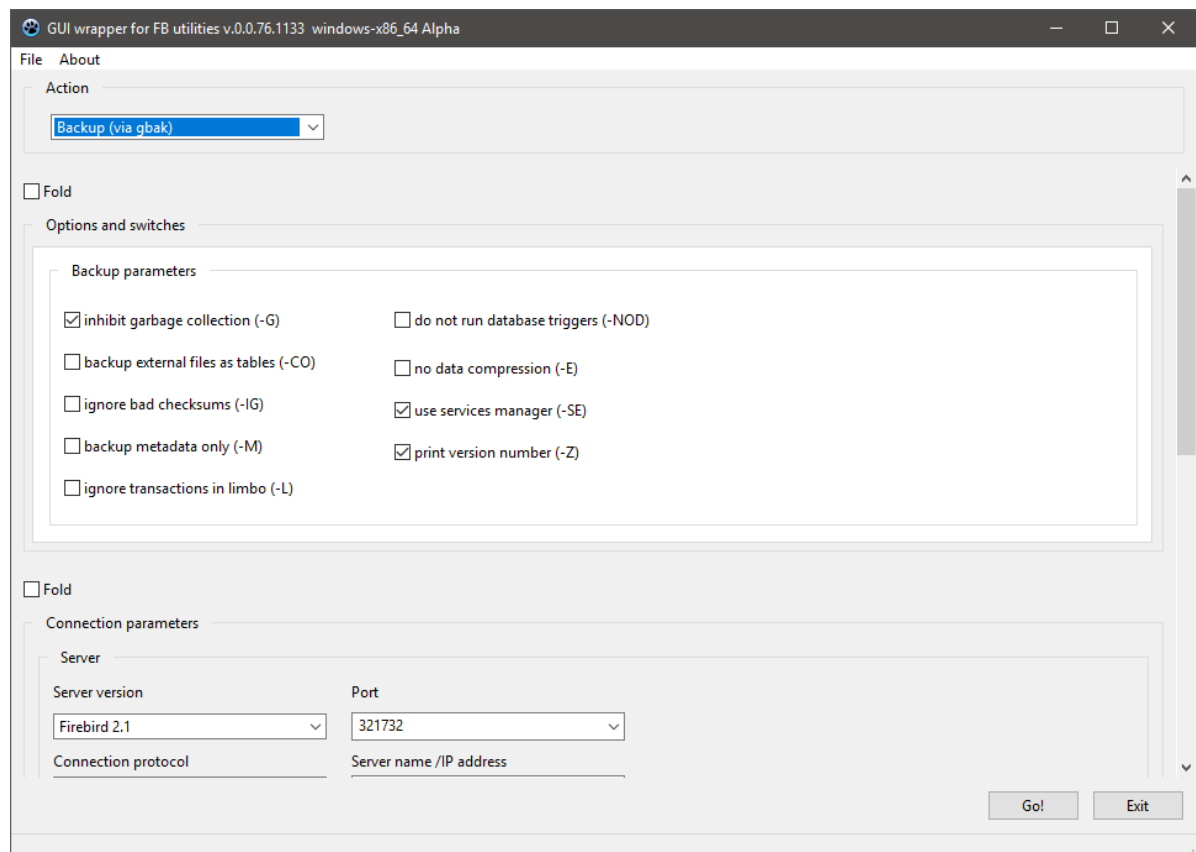 GUI wrapper for FB utilities v.0.0.76.1133 windows-x86_64 Alpha
File About
Action
Backup (via gbak)
Fold
Options and switches
Backup parameters
inhibit garbage collection (-G)
do not run database triggers (-NOD)
backup external files as tables (-CO)
no data compression (-E)
ignore bad checksums (-IG)
use services manager (-SE)
backup metadata only (-M)
print version number (-Z)
ignore transactions in limbo (-L)
Fold
Connection parameters
Server
Server version
Port
Firebird 2.1
321732
Connection protocol
Server name /IP address
Go!
Exit